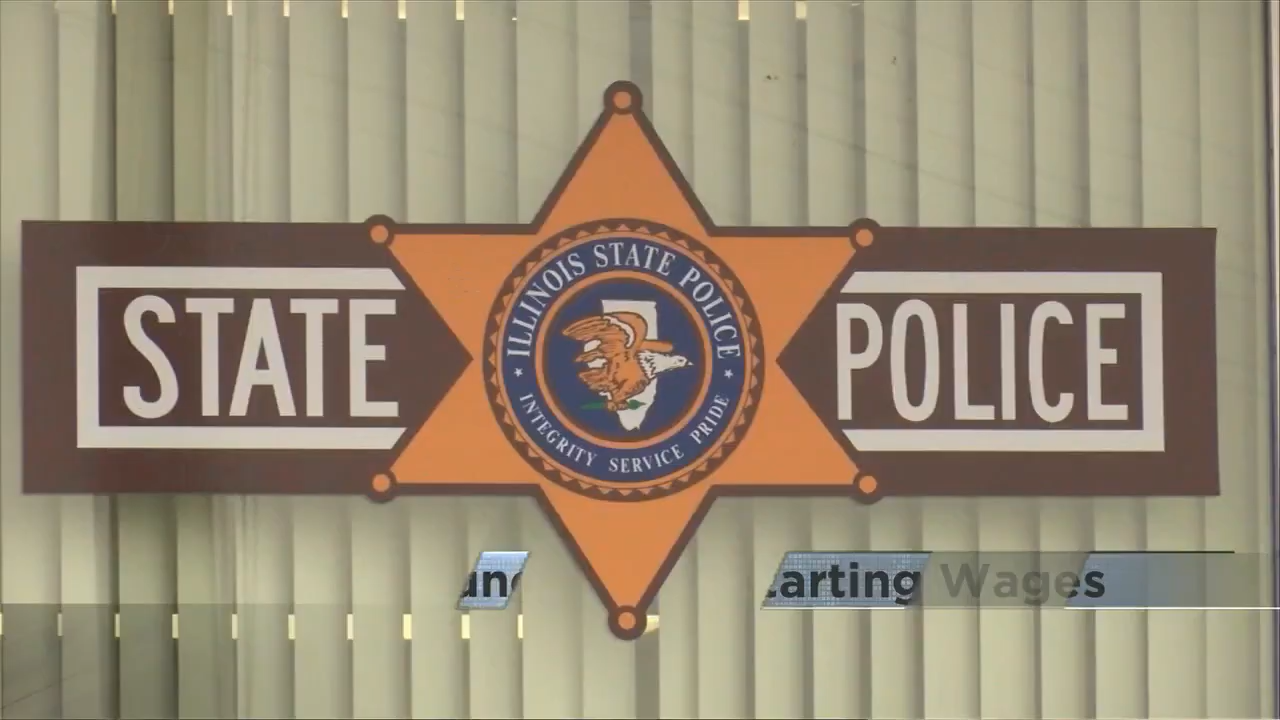 STATE POLICE
ILLINOIS STATE POLICE
INTEGRITY SERVICE PRIDE
Wages